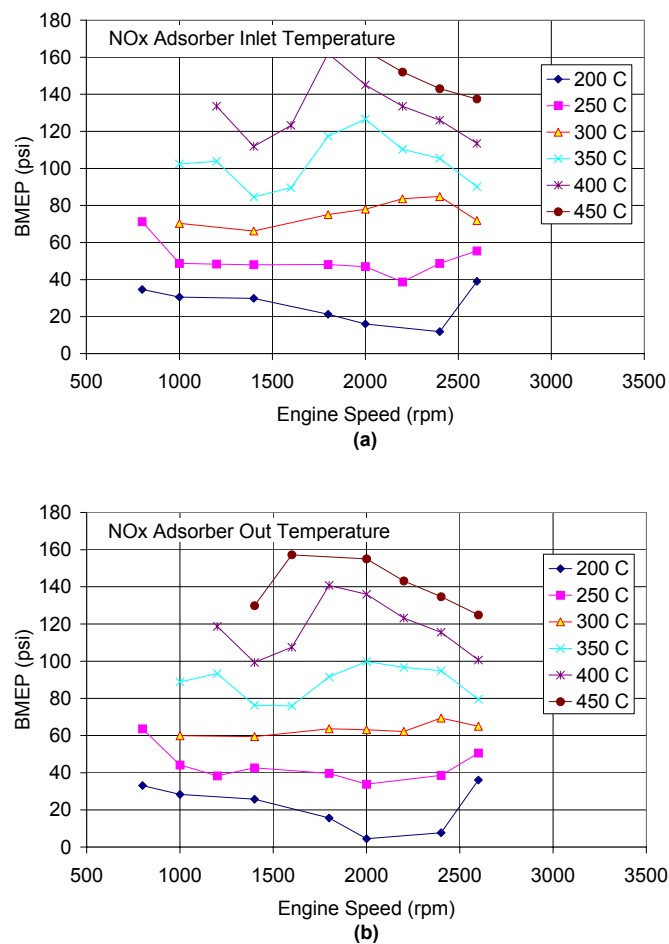 NOx Adsorber Inlet Temperature
180
160
140
120
100
80
60
40
20
0
BMEP (psi)
500 1000 1500 2000 2500 3000 3500
Engine Speed (rpm)
200 C
250 C
300 C
350 C
400 C
450 C
(a)
NOx Adsorber Out Temperature
180
160
140
120
100
80
60
40
20
0
BMEP (psi)
500 1000 1500 2000 2500 3000 3500
Engine Speed (rpm)
200 C
250 C
300 C
350 C
400 C
450 C
(b)